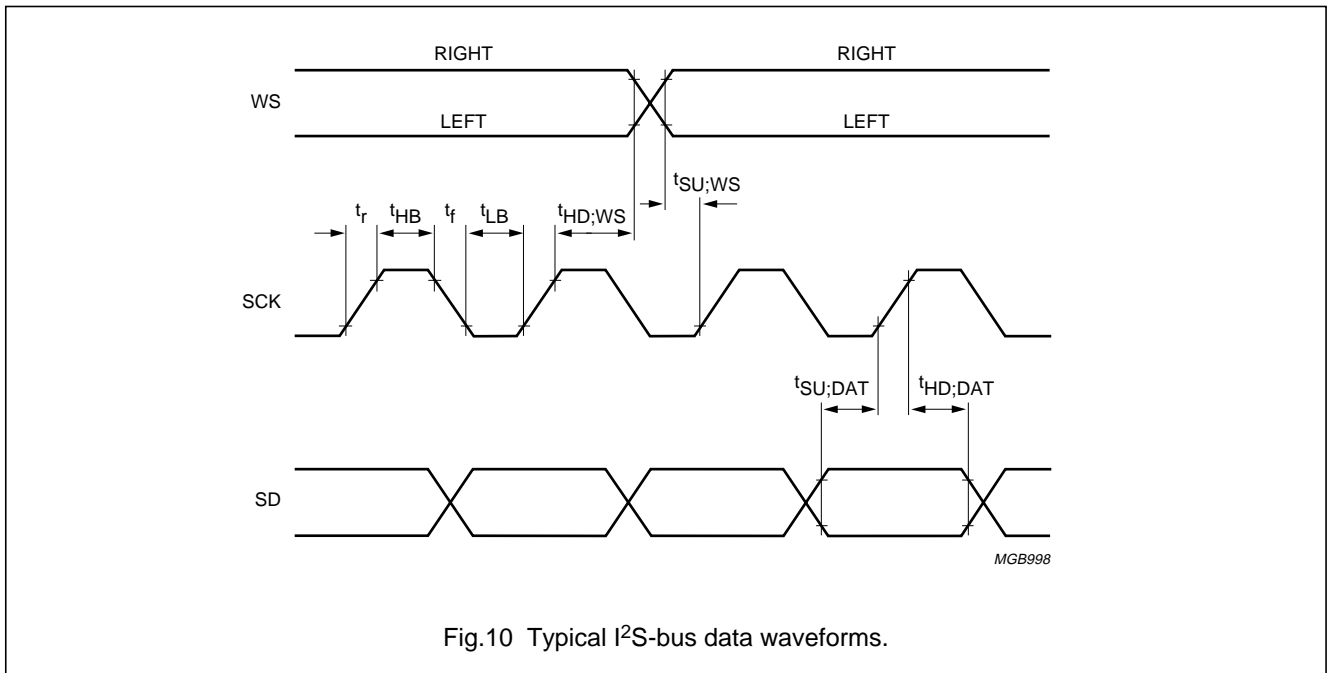 RIGHT RIGHT
WS
LEFT LEFT
tSU;WS
tr tHB tf tLB tHD;WS
SCK
tSU;DAT tHD;DAT
SD
MGB998
Fig.10 Typical I²S-bus data waveforms.